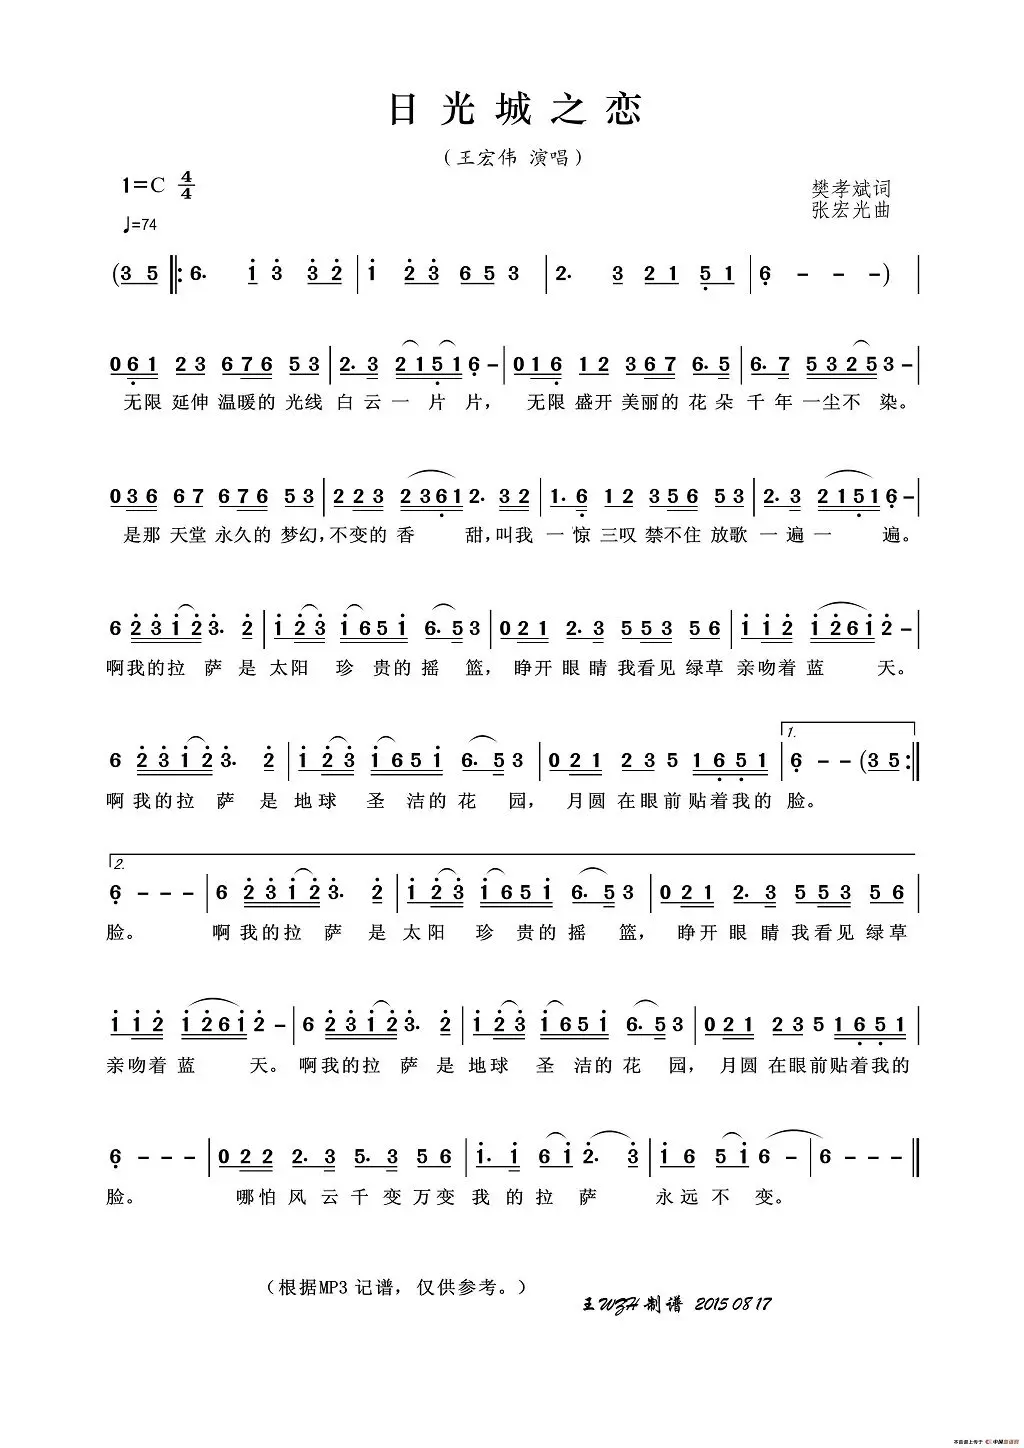 日光城之恋
（王宏伟 演唱）
1=C 4/4
樊孝斌词
♩=74
张宏光曲
(3 5 ‖: 6. i 3 3 2 | i 2 3 6 5 3 | 2. 3 2 1 5 1 | 6 - - -) |
0 6 1 2 3 6 7 6 5 3 | 2. 3 2 1 5 1 6 - | 0 1 6 1 2 3 6 7 6. 5 | 6. 7 5 3 2 5 3 - |
无限 延伸 温暖的 光线 白云一 片 片， 无限 盛开 美丽的 花 朵 千 年 一尘不 染。
0 3 6 6 7 6 7 6 5 3 | 2 2 3 2 3 6 1 2. 3 2 | 1. 6 1 2 3 5 6 5 3 | 2. 3 2 1 5 1 6 - |
是那 天堂 永久的 梦幻，不变的 香 甜，叫我 一 惊 三叹 禁不住 放歌 一 遍 一 遍。
6 2 3 i 2 3. 2 | i 2 3 i 6 5 i 6. 5 3 | 0 2 1 2. 3 5 5 3 5 6 | i i 2 i 2 6 i 2 - |
啊我的拉 萨 是 太阳 珍 贵的 摇 篮， 睁开 眼 睛 我看见 绿草 亲吻着 蓝 天。
1.
6 2 3 i 2 3. 2 | i 2 3 i 6 5 i 6. 5 3 | 0 2 1 2 3 5 1 6 5 1 | 6 - - (3 5 :‖
啊 我的拉 萨 是 地球 圣 洁的 花 园， 月圆 在眼前 贴着我的 脸。
2.
6 - - - | 6 2 3 i 2 3. 2 | i 2 3 i 6 5 i 6. 5 3 | 0 2 1 2. 3 5 5 3 5 6 |
脸。 啊 我的拉 萨 是 太阳 珍 贵的 摇 篮， 睁开 眼 睛 我看见 绿草
i i 2 i 2 6 i 2 - | 6 2 3 i 2 3. 2 | i 2 3 i 6 5 i 6. 5 3 | 0 2 1 2 3 5 1 6 5 1 |
亲吻着 蓝 天。 啊我的拉 萨 是 地球 圣 洁的 花 园， 月圆 在眼前贴着我的
6 - - - | 0 2 2 2. 3 5. 3 5 6 | i. i 6 i 2. 3 | i 6 5 i 6 - | 6 - - - ‖
脸。 哪怕 风 云 千 变 万变 我 的 拉 萨 永远 不 变。
（根据MP3 记谱，仅供参考。）
王WZH 制谱 2015 08 17